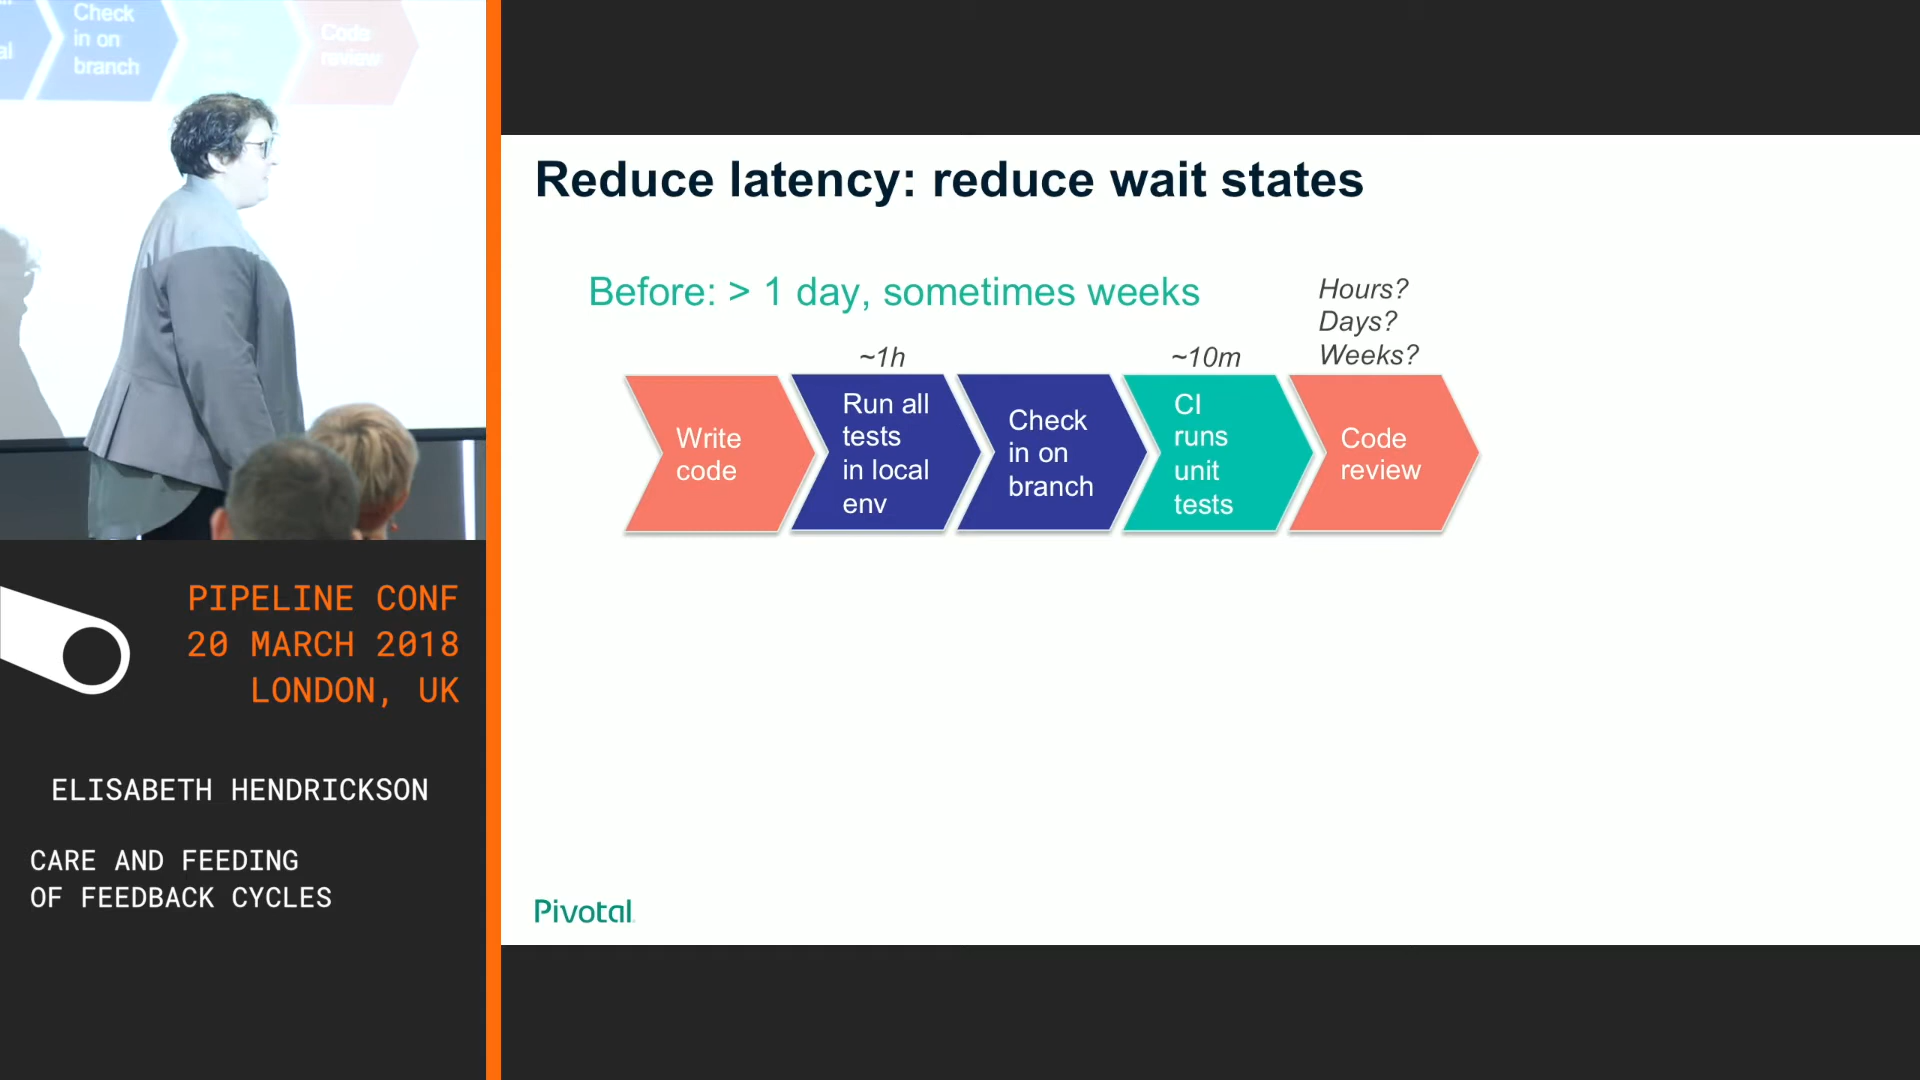 Check
in on
branch
Code
review
al
PIPELINE CONF
20 MARCH 2018
LONDON, UK
ELISABETH HENDRICKSON
CARE AND FEEDING
OF FEEDBACK CYCLES
Reduce latency: reduce wait states
Before: > 1 day, sometimes weeks
Hours?
Days?
Weeks?
~1h
~10m
Write
code
Run all
tests
in local
env
Check
in on
branch
CI
runs
unit
tests
Code
review
Pivotal